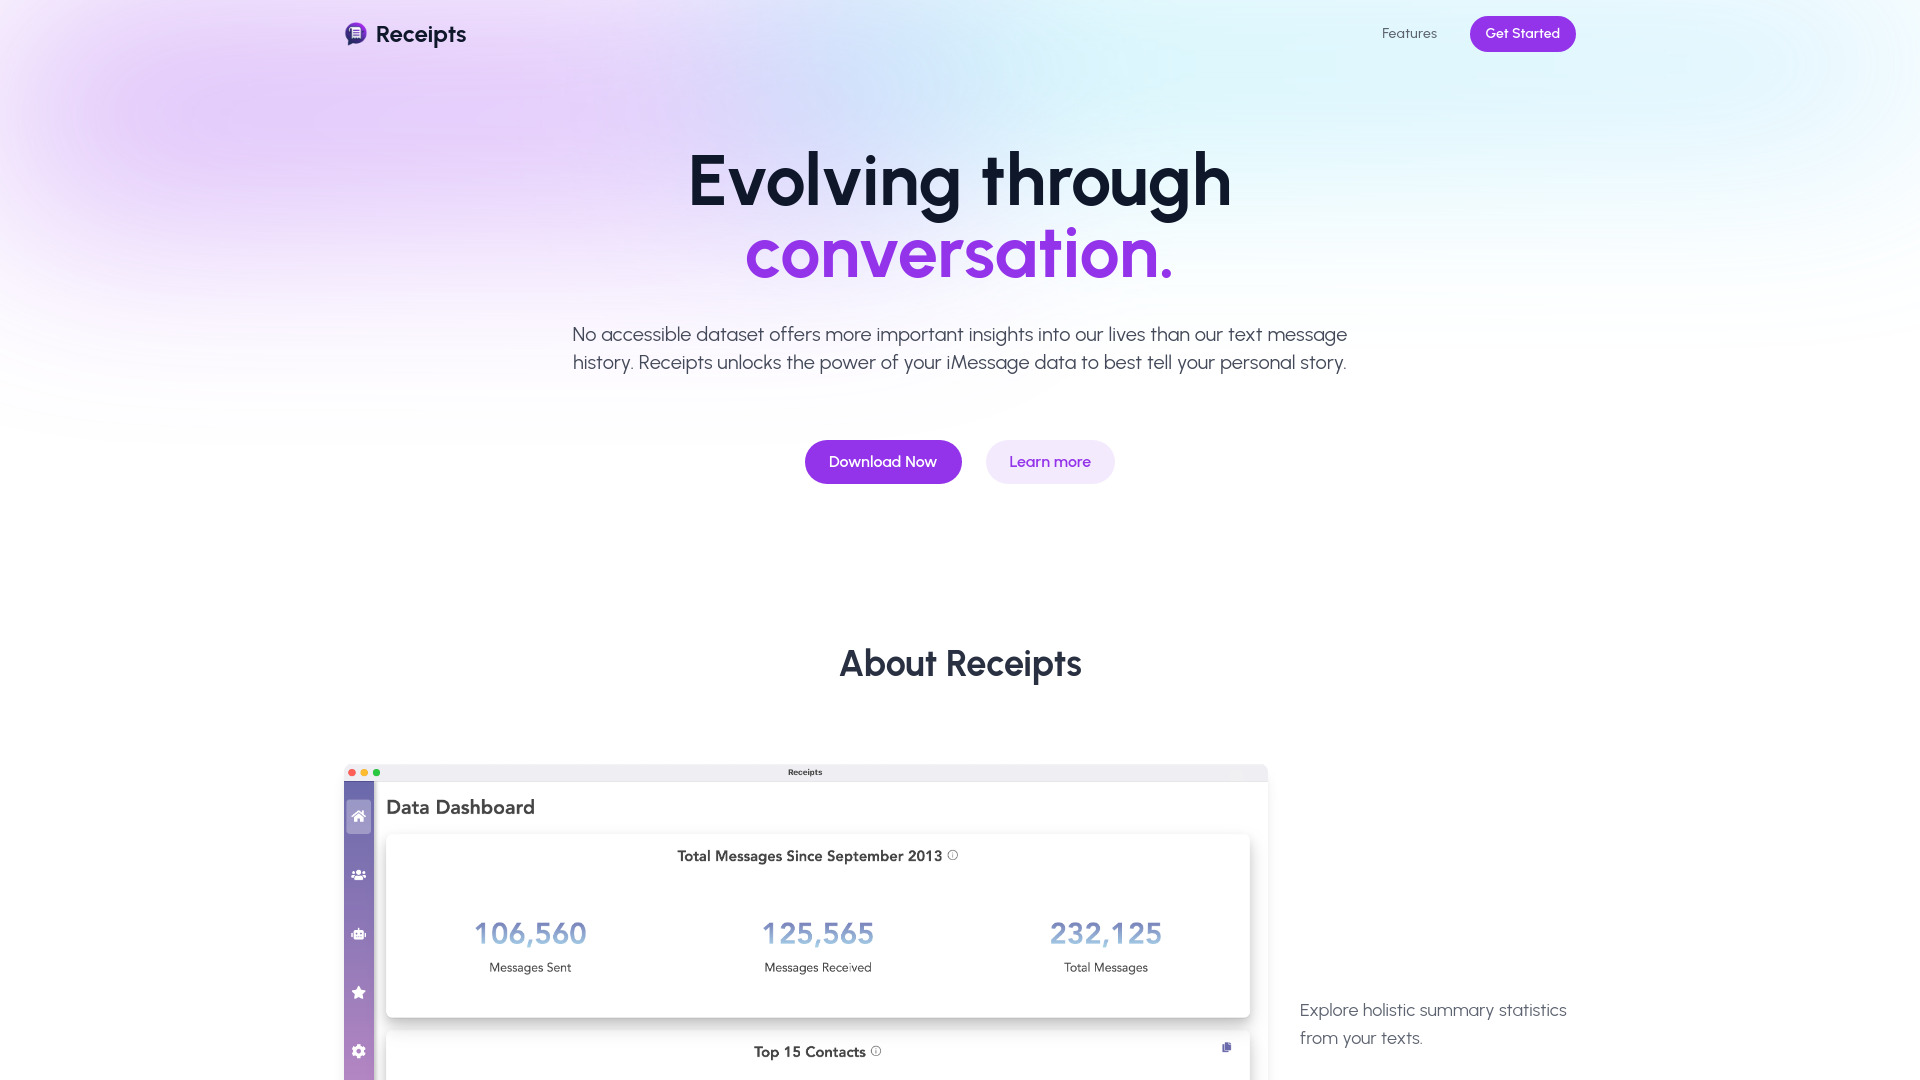 Receipts
Features
Get Started
Evolving through
conversation.
No accessible dataset offers more important insights into our lives than our text message
history. Receipts unlocks the power of your iMessage data to best tell your personal story.
Download Now
Learn more
About Receipts
Receipts
Data Dashboard
Total Messages Since September 2013
106,560
Messages Sent
125,565
Messages Received
232,125
Total Messages
Top 15 Contacts
Explore holistic summary statistics
from your texts.